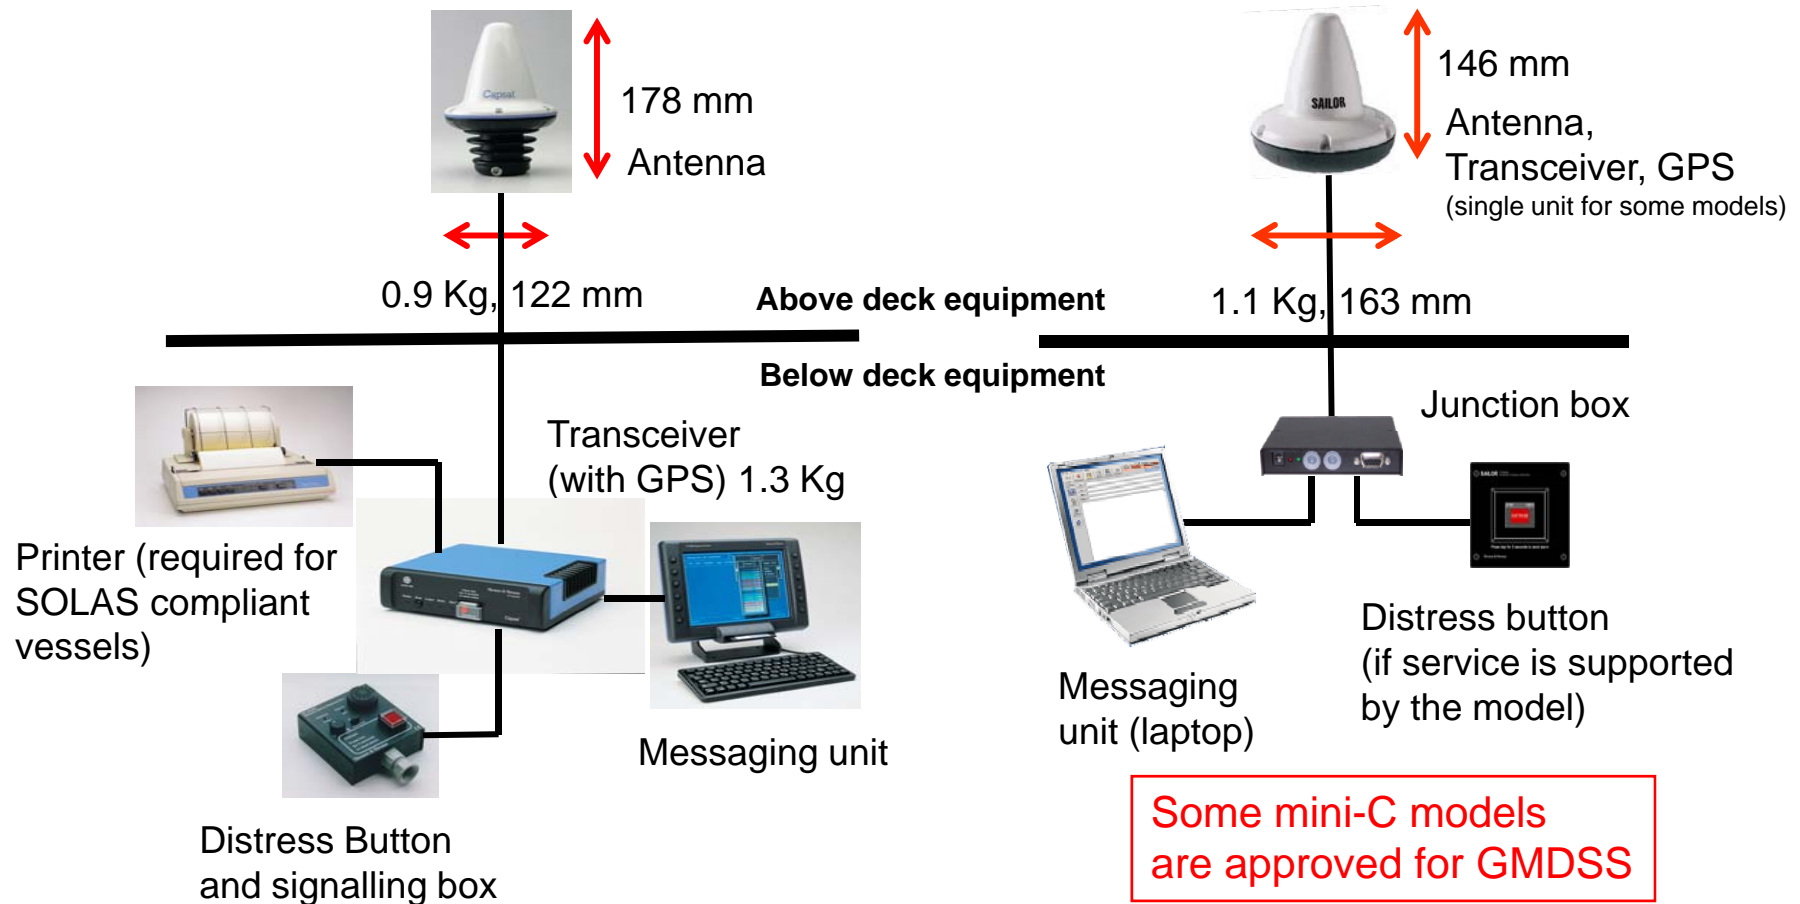 Capsat
178 mm
Antenna
0.9 Kg, 122 mm
SAILOR
146 mm
Antenna,
Transceiver, GPS
(single unit for some models)
1.1 Kg, 163 mm
Above deck equipment
Below deck equipment
Transceiver
(with GPS) 1.3 Kg
Printer (required for
SOLAS compliant
vessels)
Messaging unit
Distress Button
and signalling box
Junction box
SAILOR
Messaging
unit (laptop)
Distress button
(if service is supported
by the model)
Some mini-C models
are approved for GMDSS